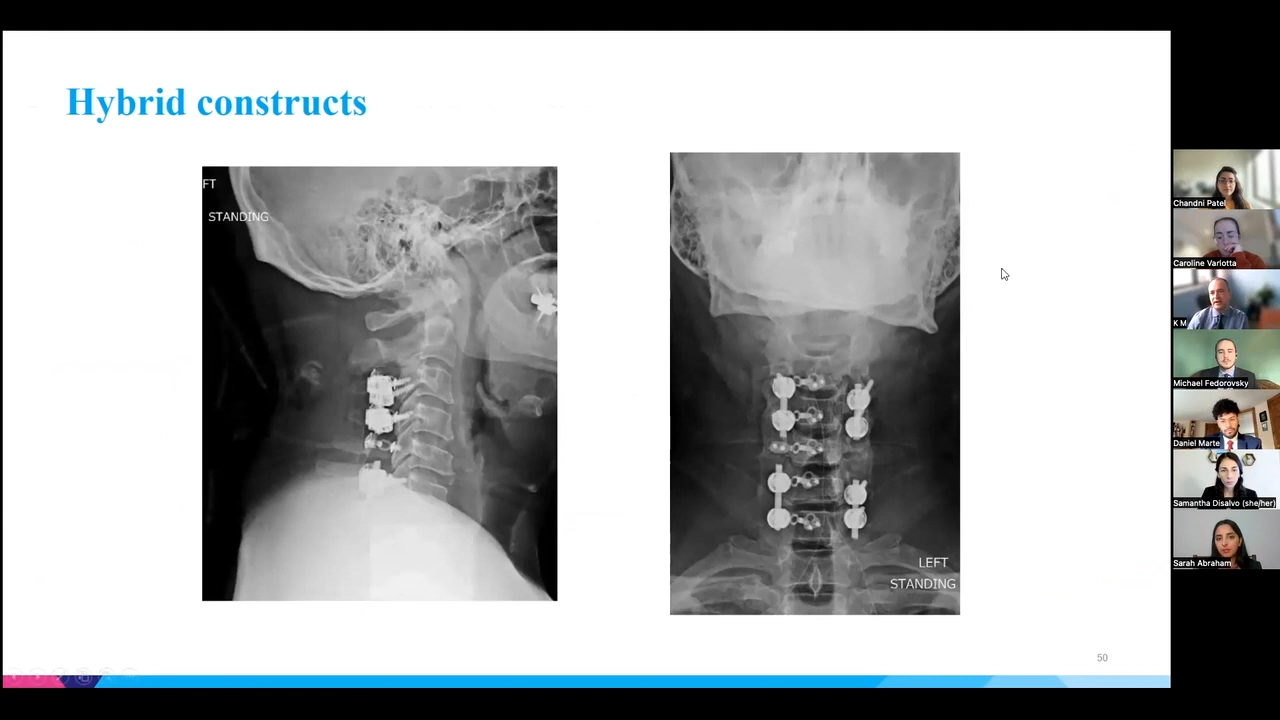 Hybrid constructs
FT
STANDING
LEFT
STANDING
50
Chandni Patel
Caroline Varlotta
K M
Michael Fedorovsky
Daniel Marte
Samantha Disalvo (she/her)
Sarah Abraham